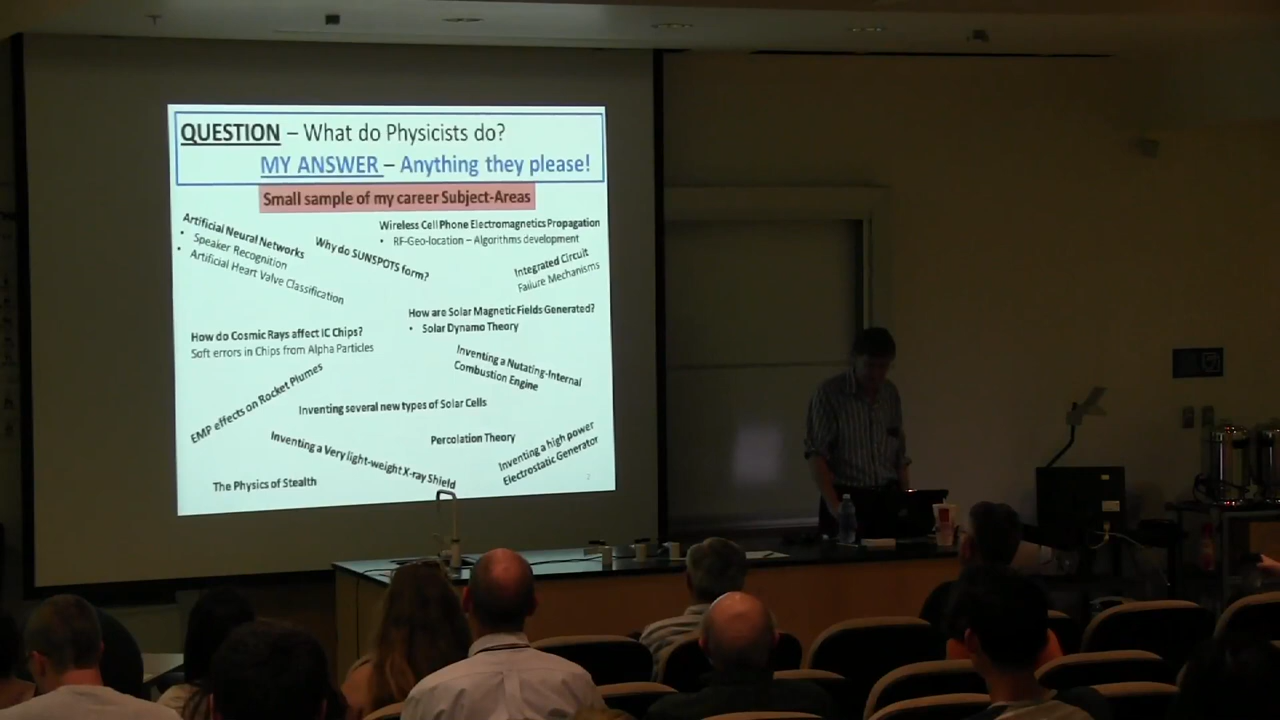 QUESTION – What do Physicists do?
MY ANSWER – Anything they please!
Small sample of my career Subject-Areas
Artificial Neural Networks
• Speaker Recognition
• Artificial Heart Valve Classification
Why do SUNSPOTS form?
Wireless Cell Phone Electromagnetics Propagation
• RF-Geo-location – Algorithms development
Integrated Circuit
Failure Mechanisms
How are Solar Magnetic Fields Generated?
• Solar Dynamo Theory
How do Cosmic Rays affect IC Chips?
Soft errors in Chips from Alpha Particles
Inventing a Nutating-Internal
Combustion Engine
EMP effects on Rocket Plumes
Inventing several new types of Solar Cells
Inventing a Very light-weight X-ray Shield
Percolation Theory
Inventing a high power
Electrostatic Generator
The Physics of Stealth